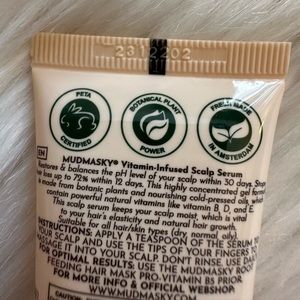 2312202
PETA
CERTIFIED
BOTANICAL PLANT
POWER
FRESH MADE
IN AMSTERDAM
EN
MUDMASKY® Vitamin-Infused Scalp Serum
Restores & balances the pH level of your scalp within 30 days. Stops
hair loss up to 72% within 12 days. This highly concentrated gel formula
is made from botanic plants and nourishing cold-pressed oils, which
contain powerful natural vitamins like vitamin B, D, and E.
This scalp serum keeps your scalp moist, which is vital
to your hair's elasticity and natural hair growth.
Suitable for all hair/skin types (dry, normal, oily).
INSTRUCTIONS: APPLY A TEASPOON OF THE SERUM TO
SCALP AND USE THE TIPS OF YOUR FINGERS TO
MASSAGE IT INTO YOUR SCALP. DON'T RINSE. USE DAILY
FOR OPTIMAL RESULTS: USE THE MUDMASKY
FEEDING HAIR MASK PRO-VITAMIN B5 PRIOR.
FOR MORE INFO & OFFICIAL WEBSHOP:
WWW.MUDMASKY.COM